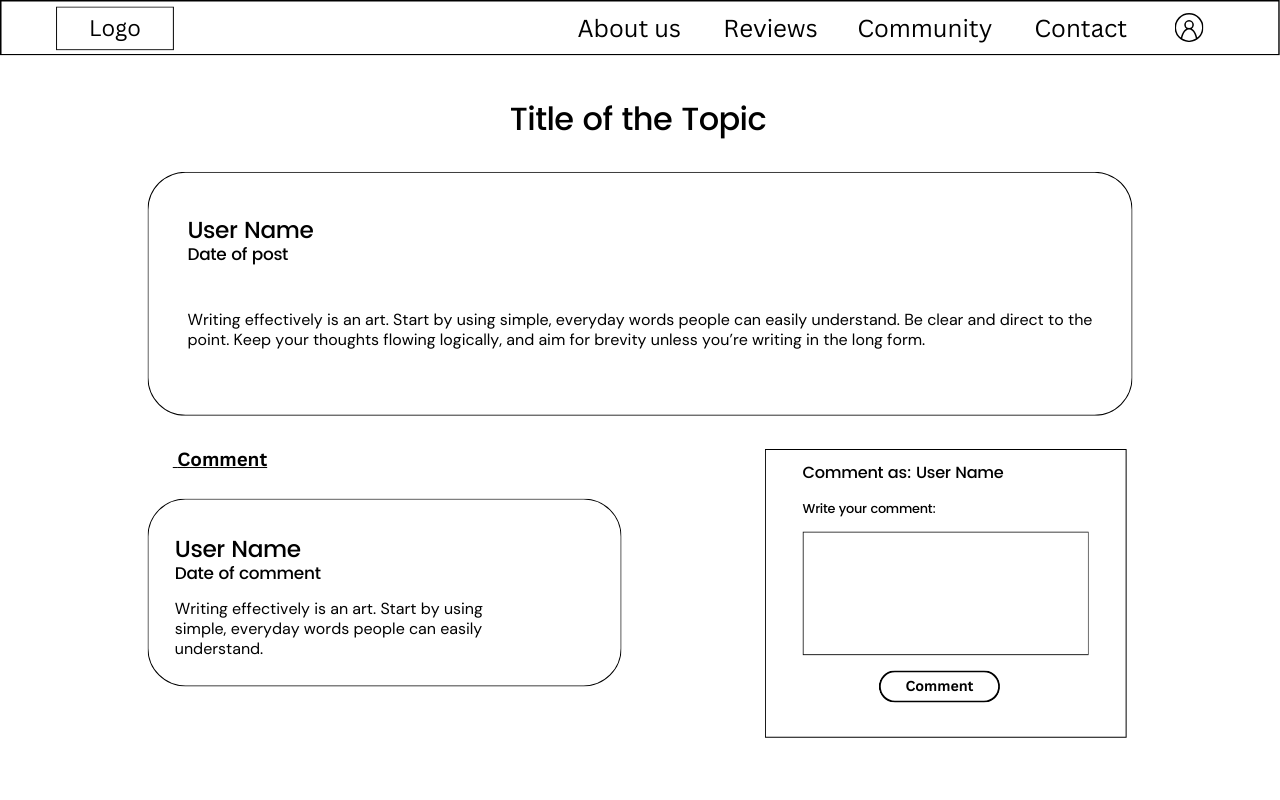 Logo
About us Reviews Community Contact
Title of the Topic
User Name
Date of post
Writing effectively is an art. Start by using simple, everyday words people can easily understand. Be clear and direct to the
point. Keep your thoughts flowing logically, and aim for brevity unless you’re writing in the long form.
Comment
User Name
Date of comment
Writing effectively is an art. Start by using
simple, everyday words people can easily
understand.
Comment as: User Name
Write your comment:
Comment